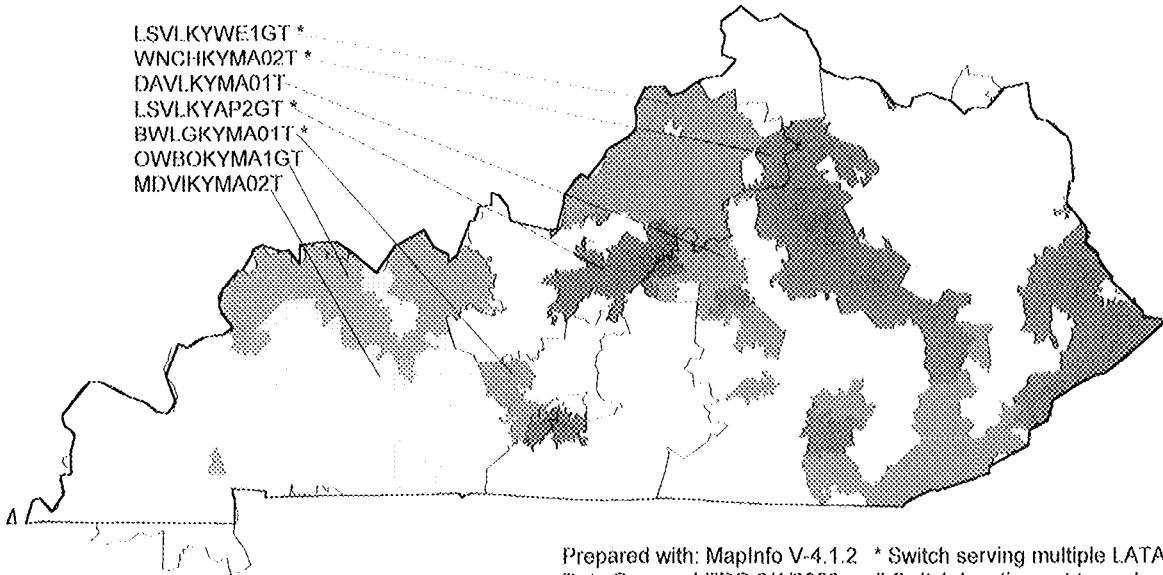 LSVLKYWE1GT *
WNCHKYMA02T *
DAVLKYMA01T
LSVLKYAP2GT *
BWLGKYMA01T *
OWBOKYMA1GT
MDVIKYMA02T
Prepared with: MapInfo V-4.1.2 * Switch serving multiple LATA